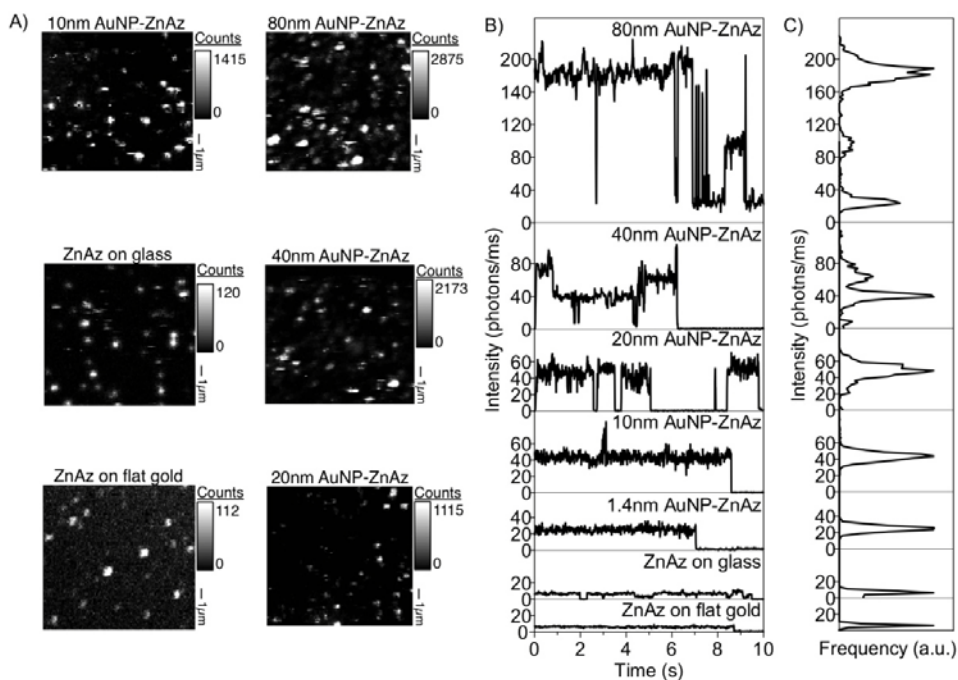 A)
10nm AuNP-ZnAz
Counts
1415
0
1μm
80nm AuNP-ZnAz
Counts
2875
0
1μm
ZnAz on glass
Counts
120
0
1μm
40nm AuNP-ZnAz
Counts
2173
0
1μm
ZnAz on flat gold
Counts
112
0
1μm
20nm AuNP-ZnAz
Counts
1115
0
1μm
B)
80nm AuNP-ZnAz
200
160
120
80
40
0
40nm AuNP-ZnAz
80
40
0
20nm AuNP-ZnAz
60
40
20
0
10nm AuNP-ZnAz
60
40
20
0
1.4nm AuNP-ZnAz
40
20
0
ZnAz on glass
20
ZnAz on flat gold
20
0
Intensity (photons/ms)
0 2 4 6 8 10
Time (s)
C)
200
160
120
80
40
0
80
40
0
60
40
20
0
60
40
20
0
40
20
0
20
20
Intensity (photns/ms)
Frequency (a.u.)